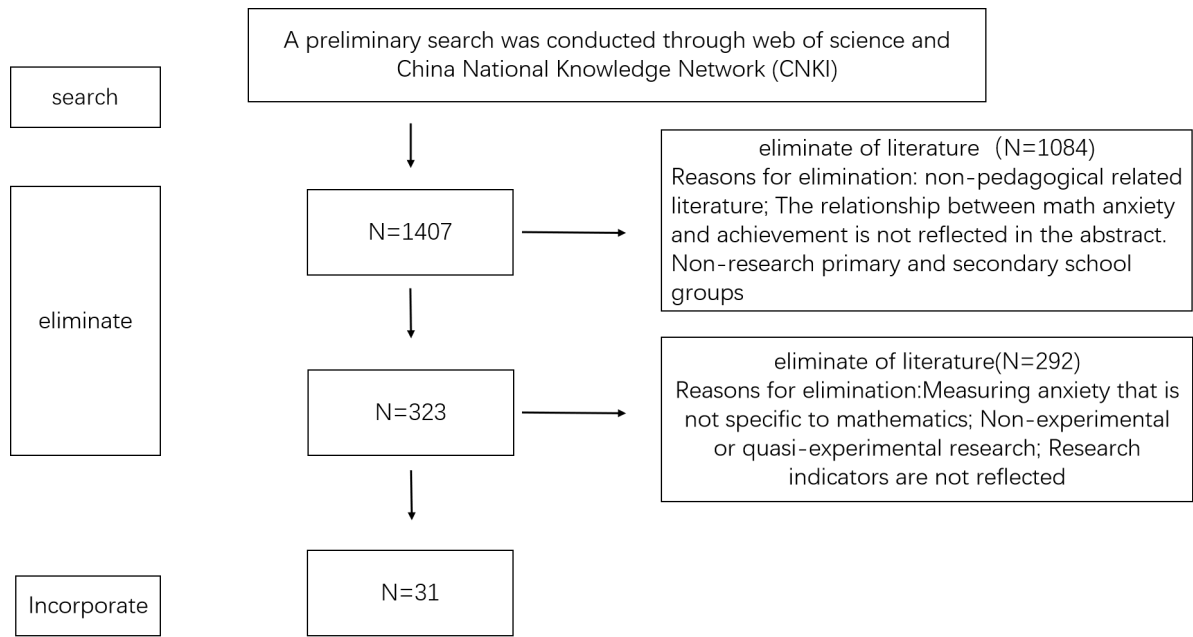 A preliminary search was conducted through web of science and
China National Knowledge Network (CNKI)
search
eliminate of literature（N=1084)
Reasons for elimination: non-pedagogical related
literature; The relationship between math anxiety
and achievement is not reflected in the abstract.
Non-research primary and secondary school
groups
N=1407
eliminate
eliminate of literature(N=292)
Reasons for elimination:Measuring anxiety that is
not specific to mathematics; Non-experimental
or quasi-experimental research; Research
indicators are not reflected
N=323
N=31
Incorporate